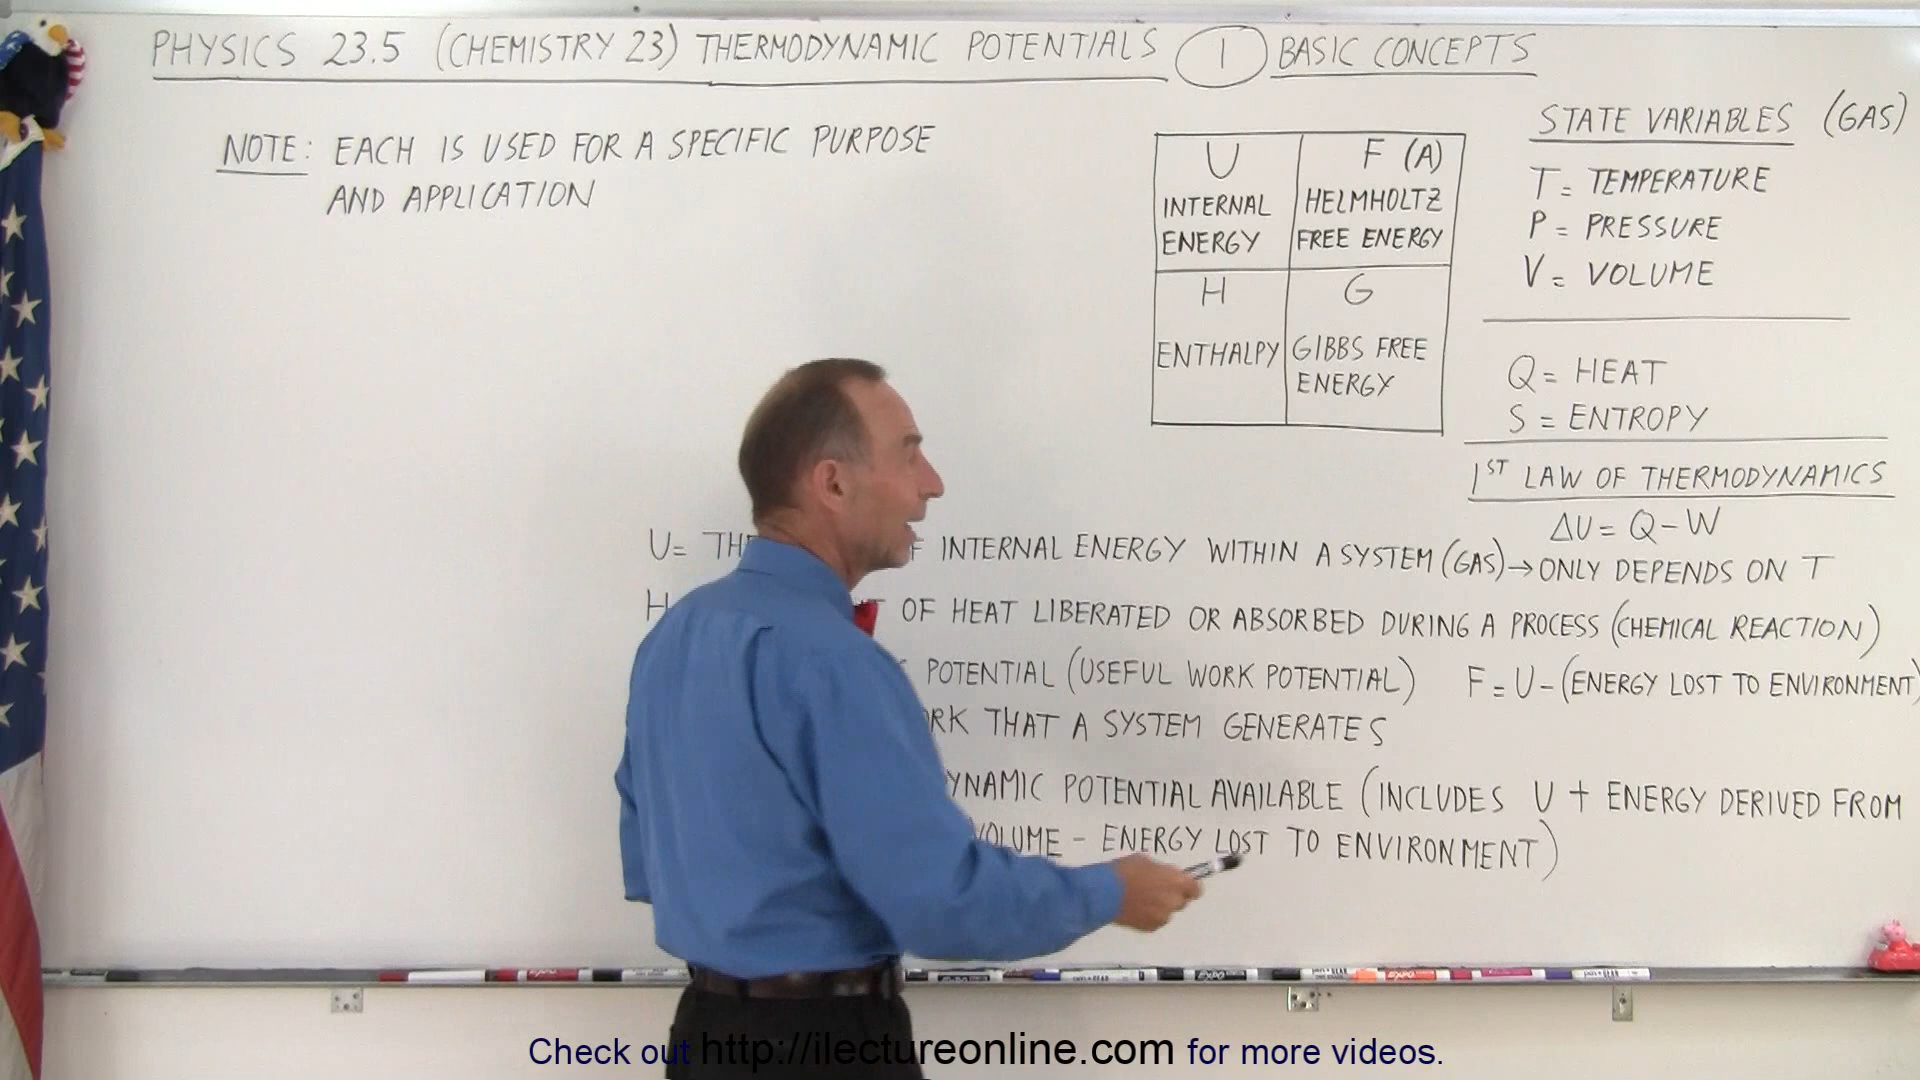 PHYSICS 23.5 (CHEMISTRY 23) THERMODYNAMIC POTENTIALS 1 BASIC CONCEPTS
NOTE: EACH IS USED FOR A SPECIFIC PURPOSE
AND APPLICATION
U
INTERNAL
ENERGY
F (A)
HELMHOLTZ
FREE ENERGY
H
ENTHALPY
G
GIBBS FREE
ENERGY
STATE VARIABLES (GAS)
T = TEMPERATURE
P = PRESSURE
V = VOLUME
Q = HEAT
S = ENTROPY
1ST LAW OF THERMODYNAMICS
ΔU = Q - W
U = INTERNAL ENERGY WITHIN A SYSTEM (GAS) → ONLY DEPENDS ON T
H OF HEAT LIBERATED OR ABSORBED DURING A PROCESS (CHEMICAL REACTION)
POTENTIAL (USEFUL WORK POTENTIAL) F = U - (ENERGY LOST TO ENVIRONMENT)
THAT A SYSTEM GENERATES
POTENTIAL AVAILABLE (INCLUDES U + ENERGY DERIVED FROM
VOLUME - ENERGY LOST TO ENVIRONMENT)
EXPO
EXPO
EXPO
Check out http://ilectureonline.com for more videos.